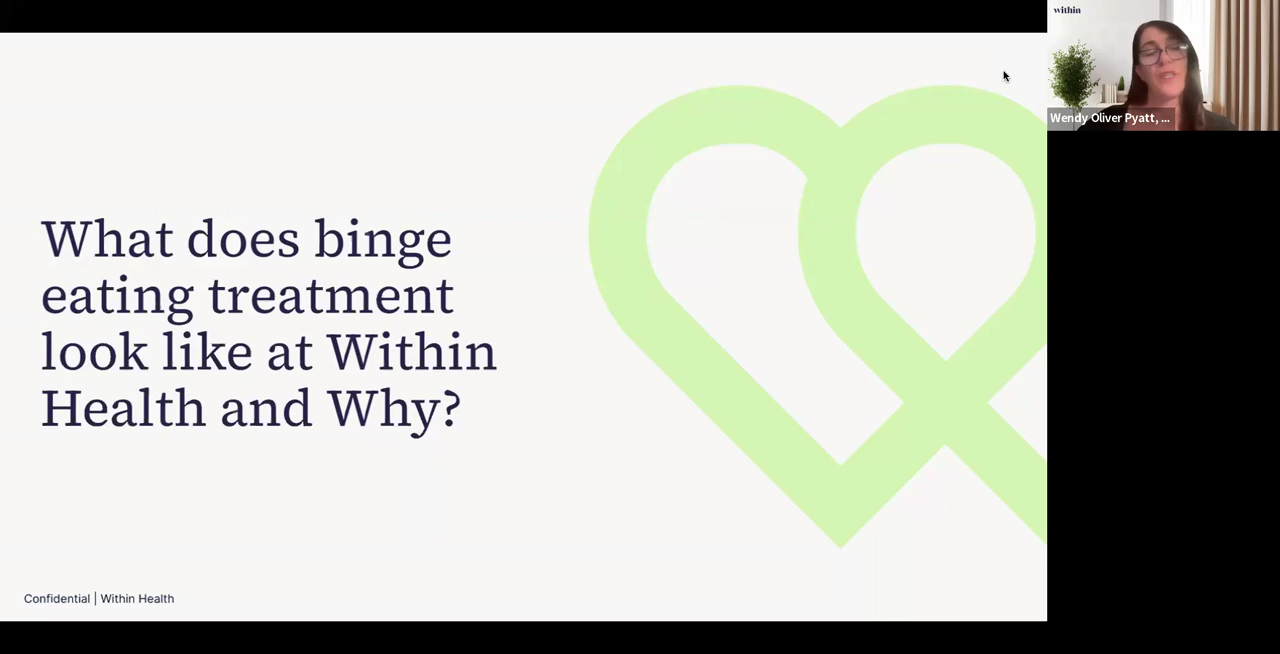 within
Wendy Oliver Pyatt, ...
What does binge
eating treatment
look like at Within
Health and Why?
Confidential | Within Health